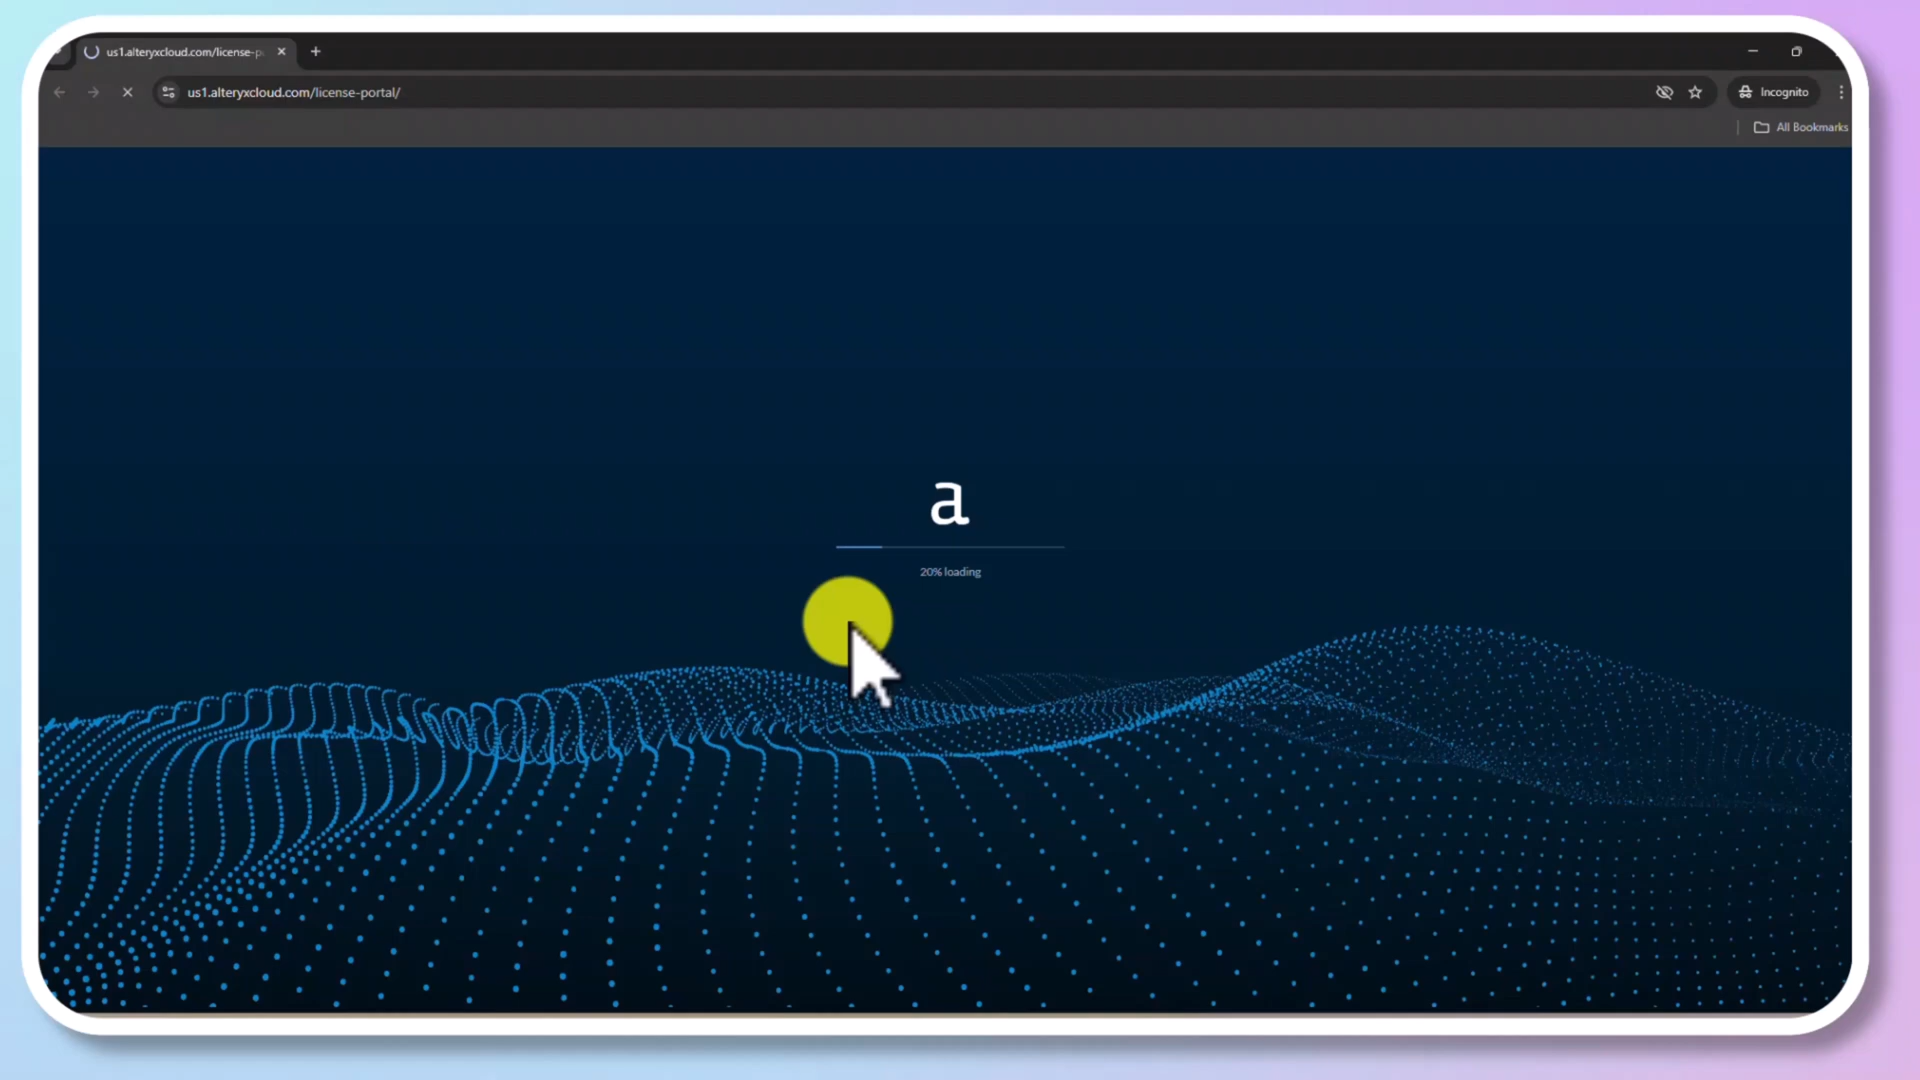 us1.alteryxcloud.com/license-p
us1.alteryxcloud.com/license-portal/
Incognito
All Bookmarks
a
20% loading